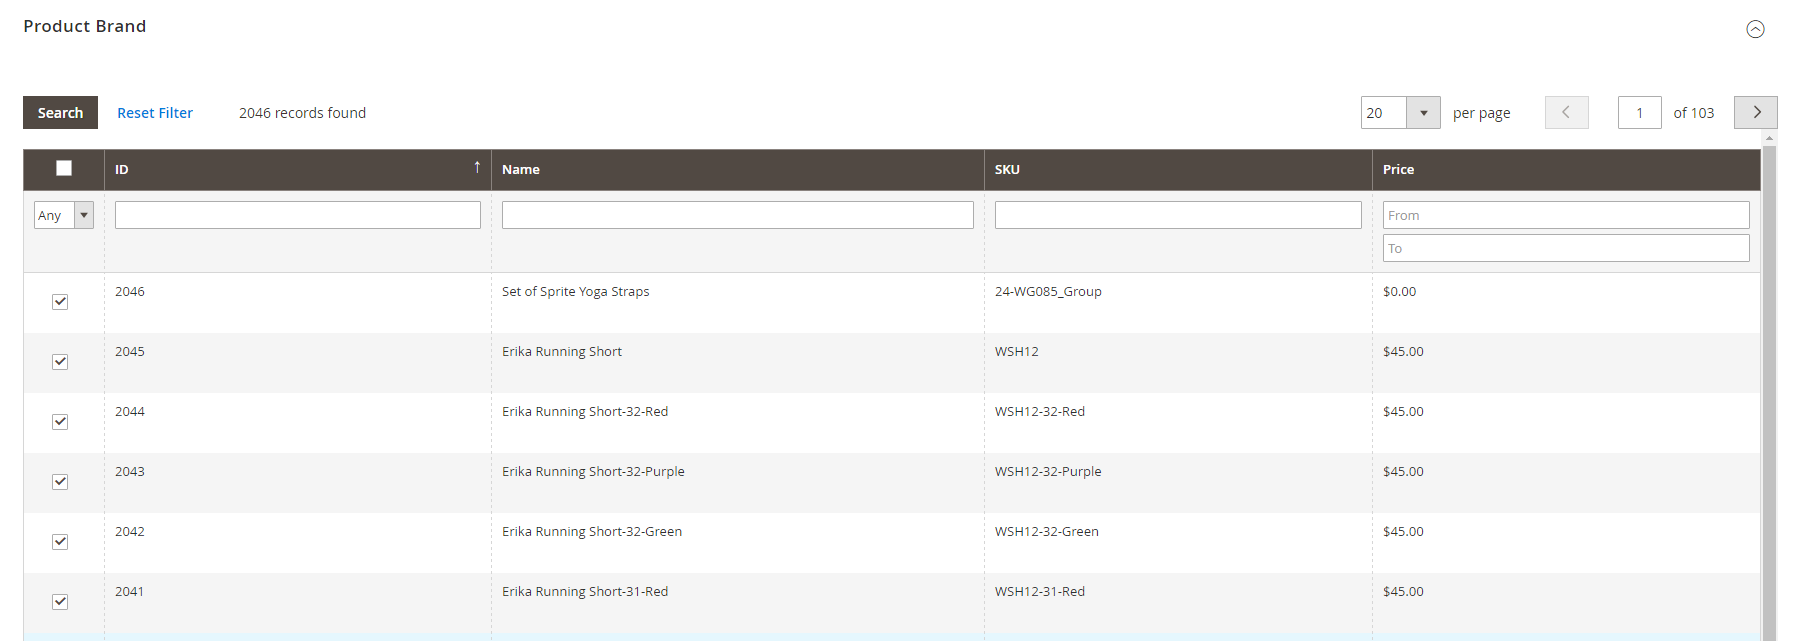 Product Brand
Search Reset Filter 2046 records found 20 per page 1 of 103
ID ↑ Name SKU Price
Any From
To
2046 Set of Sprite Yoga Straps 24-WG085_Group $0.00
2045 Erika Running Short WSH12 $45.00
2044 Erika Running Short-32-Red WSH12-32-Red $45.00
2043 Erika Running Short-32-Purple WSH12-32-Purple $45.00
2042 Erika Running Short-32-Green WSH12-32-Green $45.00
2041 Erika Running Short-31-Red WSH12-31-Red $45.00